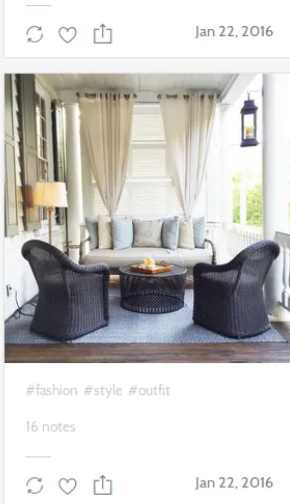 Jan 22, 2016
#fashion #style #outfit
16 notes
Jan 22, 2016